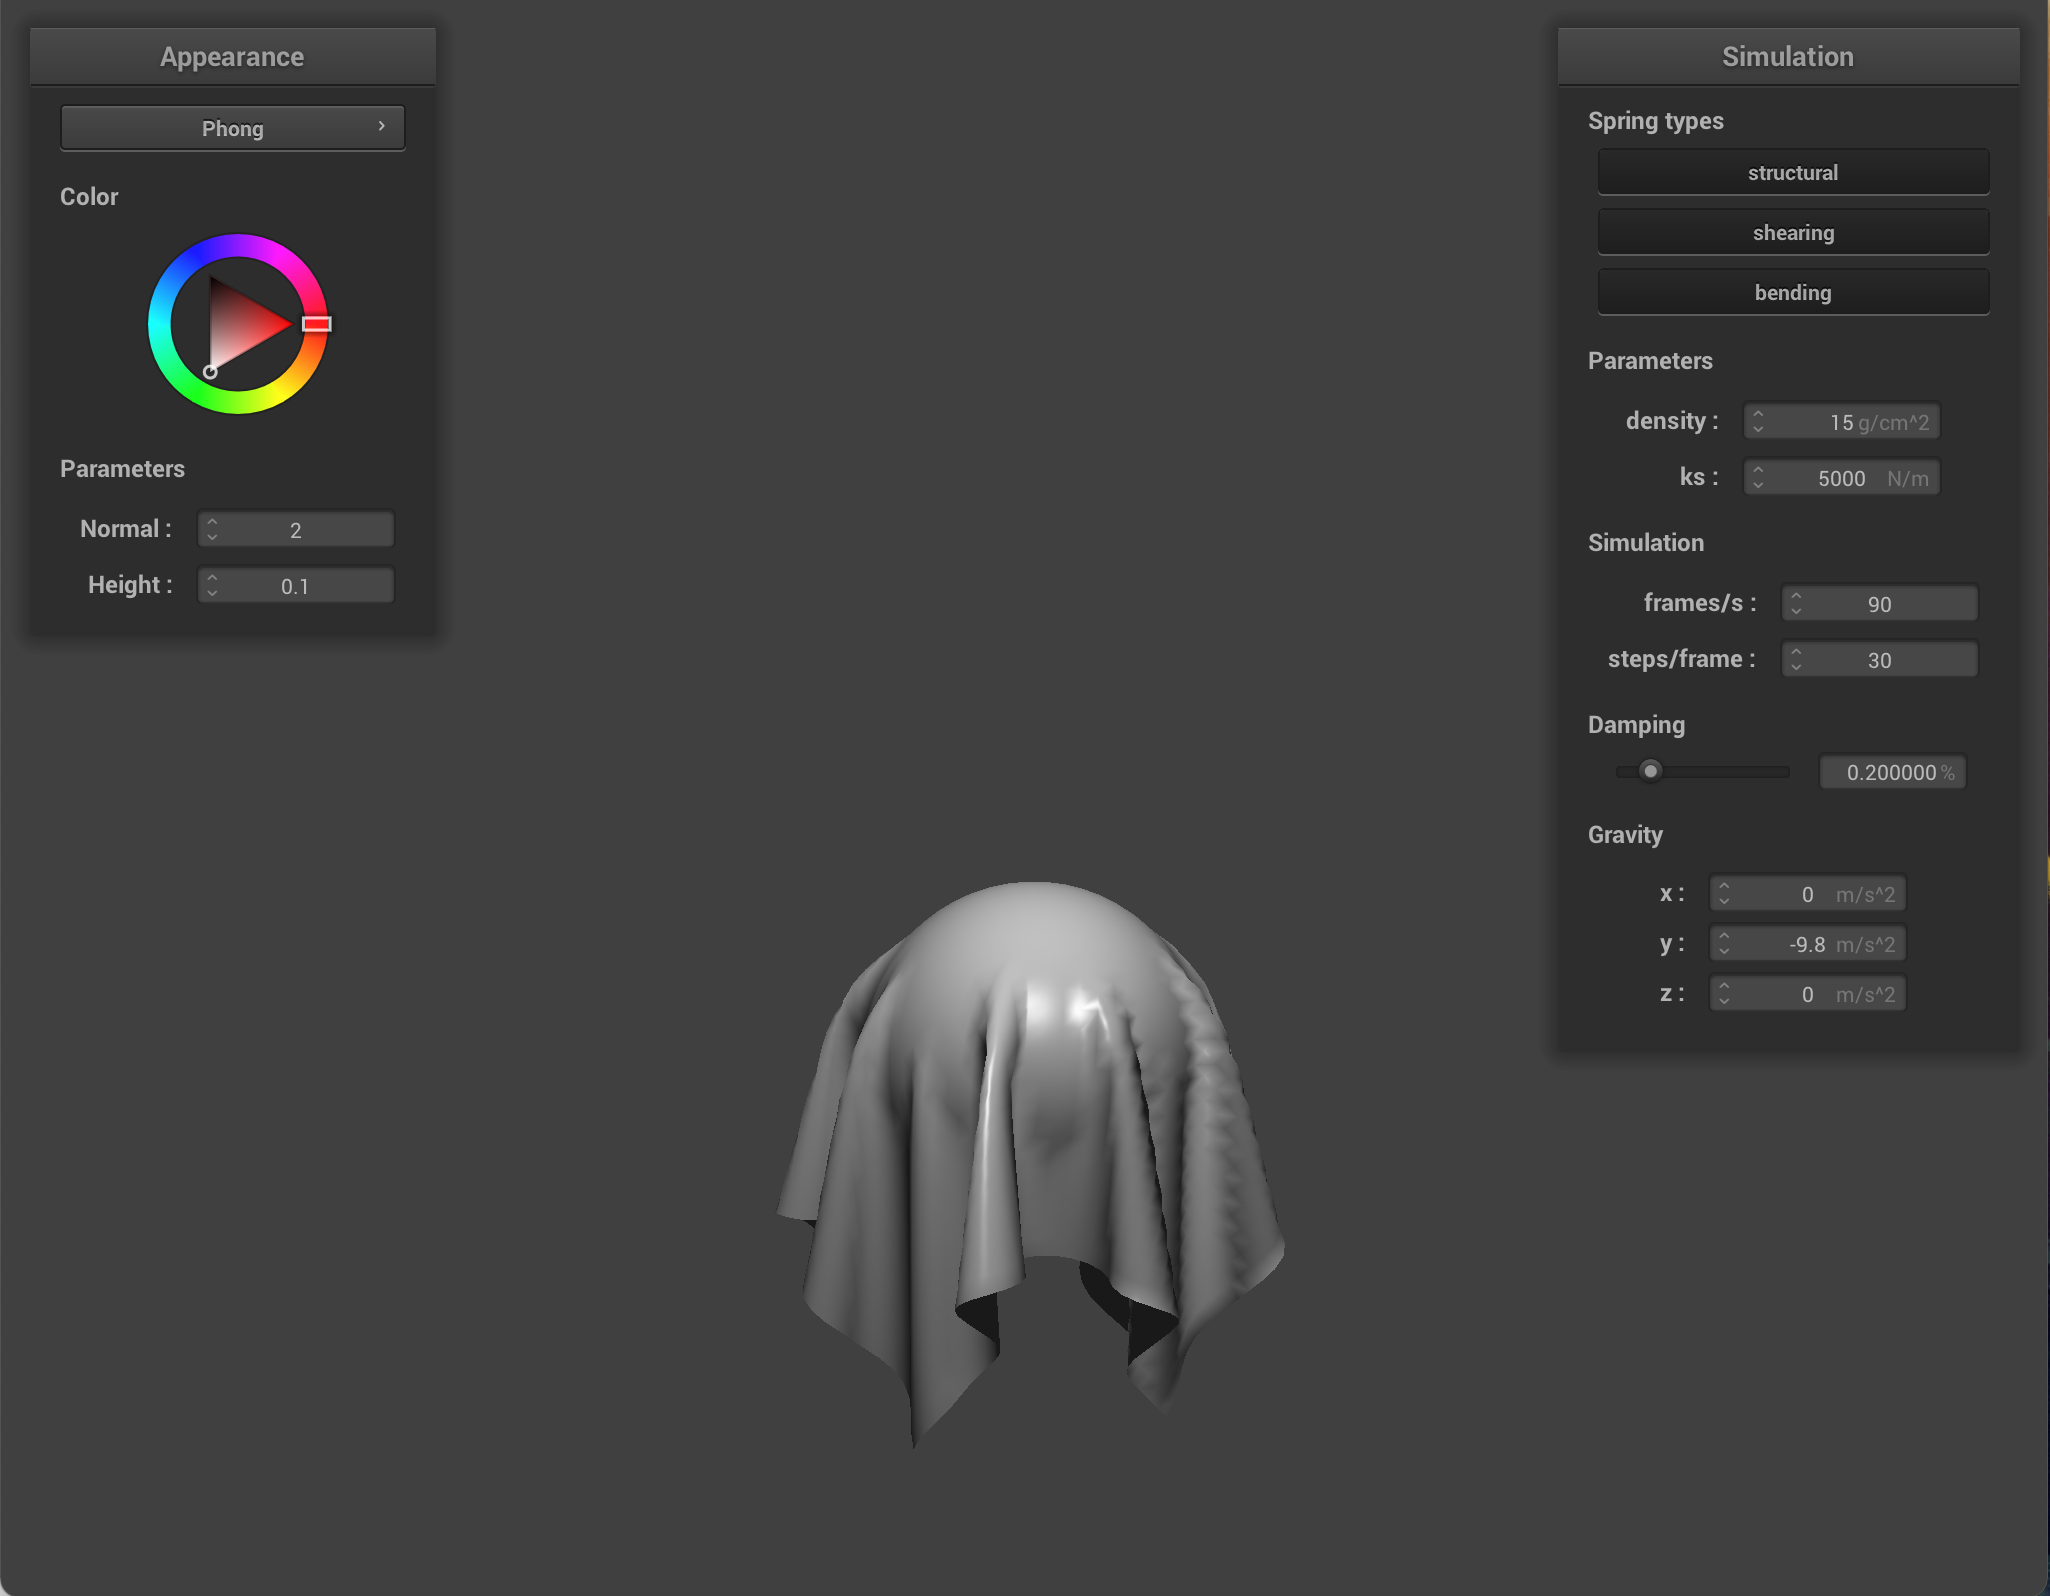 Appearance
Phong
Color
Parameters
Normal : 2
Height : 0.1
Simulation
Spring types
structural
shearing
bending
Parameters
density : 15 g/cm^2
ks : 5000 N/m
Simulation
frames/s : 90
steps/frame : 30
Damping
0.200000 %
Gravity
x : 0 m/s^2
y : -9.8 m/s^2
z : 0 m/s^2